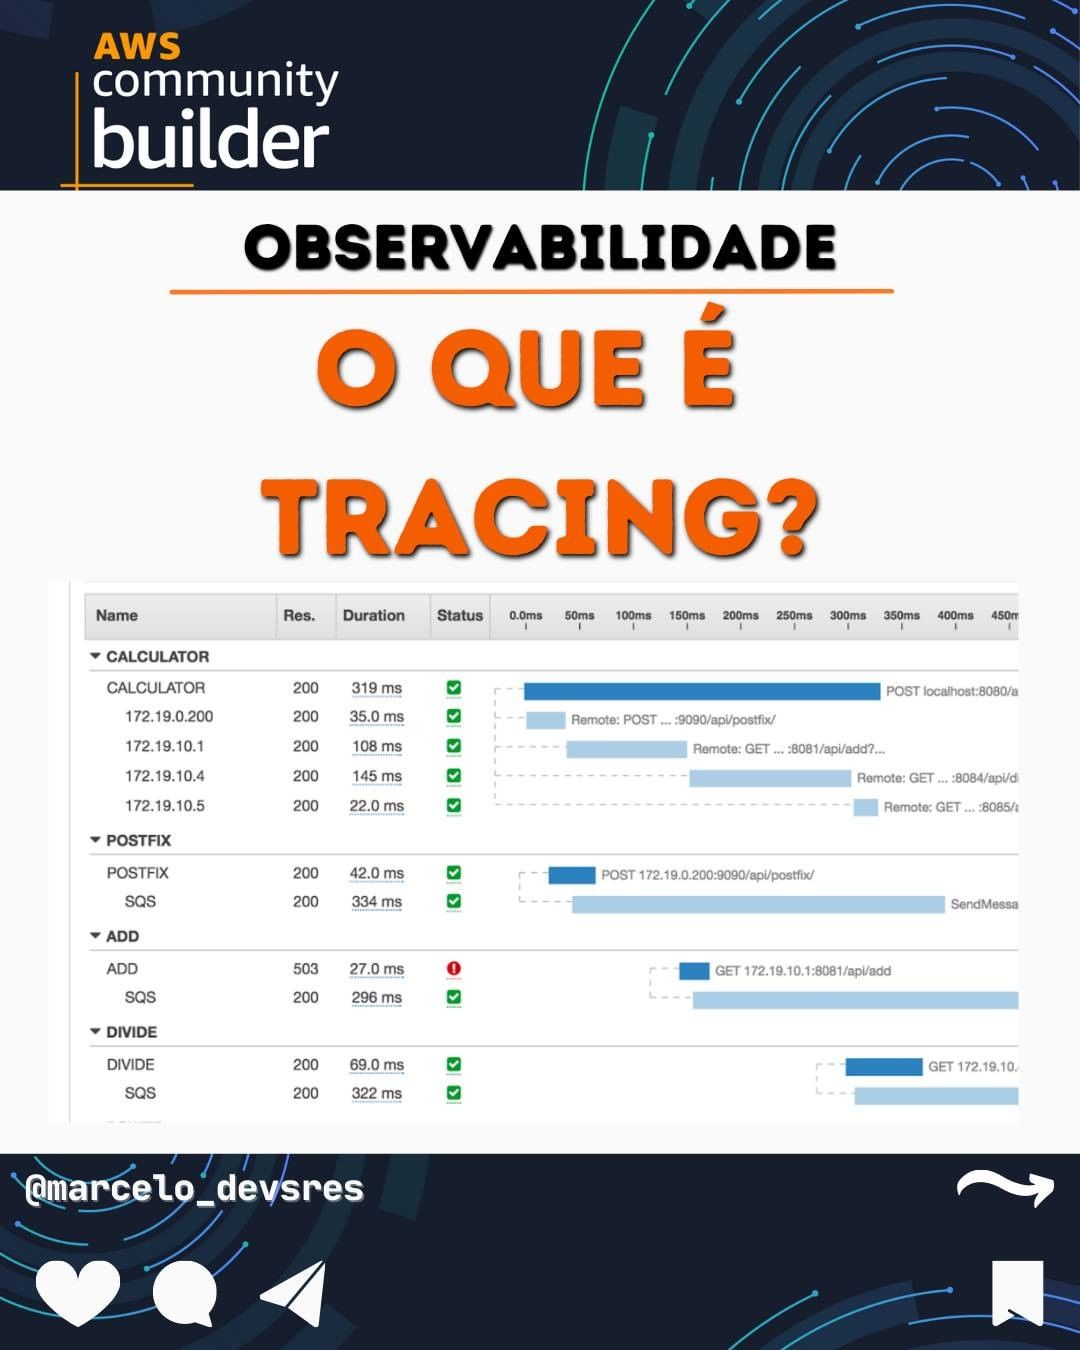 AWS
community
builder
OBSERVABILIDADE
O QUE É
TRACING?
Name Res. Duration Status 0.0ms 50ms 100ms 150ms 200ms 250ms 300ms 350ms 400ms 450m
CALCULATOR
CALCULATOR 200 319 ms POST localhost:8080/a
172.19.0.200 200 35.0 ms Remote: POST ... :9090/api/postfix/
172.19.10.1 200 108 ms Remote: GET ... :8081/api/add?...
172.19.10.4 200 145 ms Remote: GET ... :8084/api/di
172.19.10.5 200 22.0 ms Remote: GET ... :8085/a
POSTFIX
POSTFIX 200 42.0 ms POST 172.19.0.200:9090/api/postfix/
SQS 200 334 ms SendMessa
ADD
ADD 503 27.0 ms GET 172.19.10.1:8081/api/add
SQS 200 296 ms
DIVIDE
DIVIDE 200 69.0 ms GET 172.19.10.
SQS 200 322 ms
@marcelo_devsres